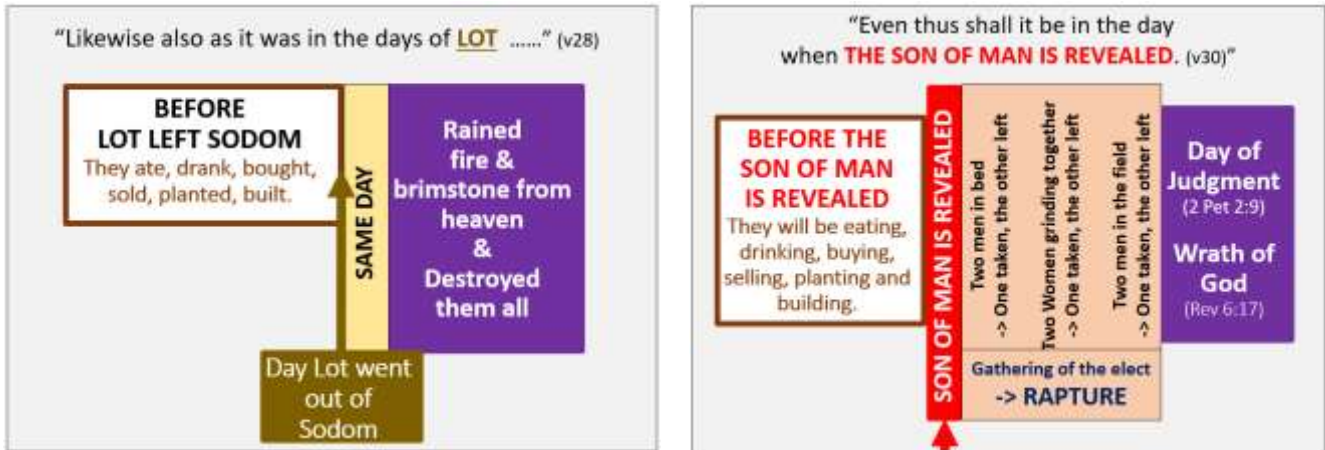 “Likewise also as it was in the days of LOT ......” (v28)
BEFORE
LOT LEFT SODOM
They ate, drank, bought,
sold, planted, built.
SAME DAY
Rained
fire &
brimstone from
heaven
&
Destroyed
them all
Day Lot went
out of
Sodom
“Even thus shall it be in the day
when THE SON OF MAN IS REVEALED. (v30)”
BEFORE THE
SON OF MAN
IS REVEALED
They will be eating,
drinking, buying,
selling, planting and
building.
SON OF MAN IS REVEALED
Two men in bed
-> One taken, the other left
Two Women grinding together
-> One taken, the other left
Two men in the field
-> One taken, the other left
Gathering of the elect
-> RAPTURE
Day of
Judgment
(2 Pet 2:9)
Wrath of
God
(Rev 6:17)